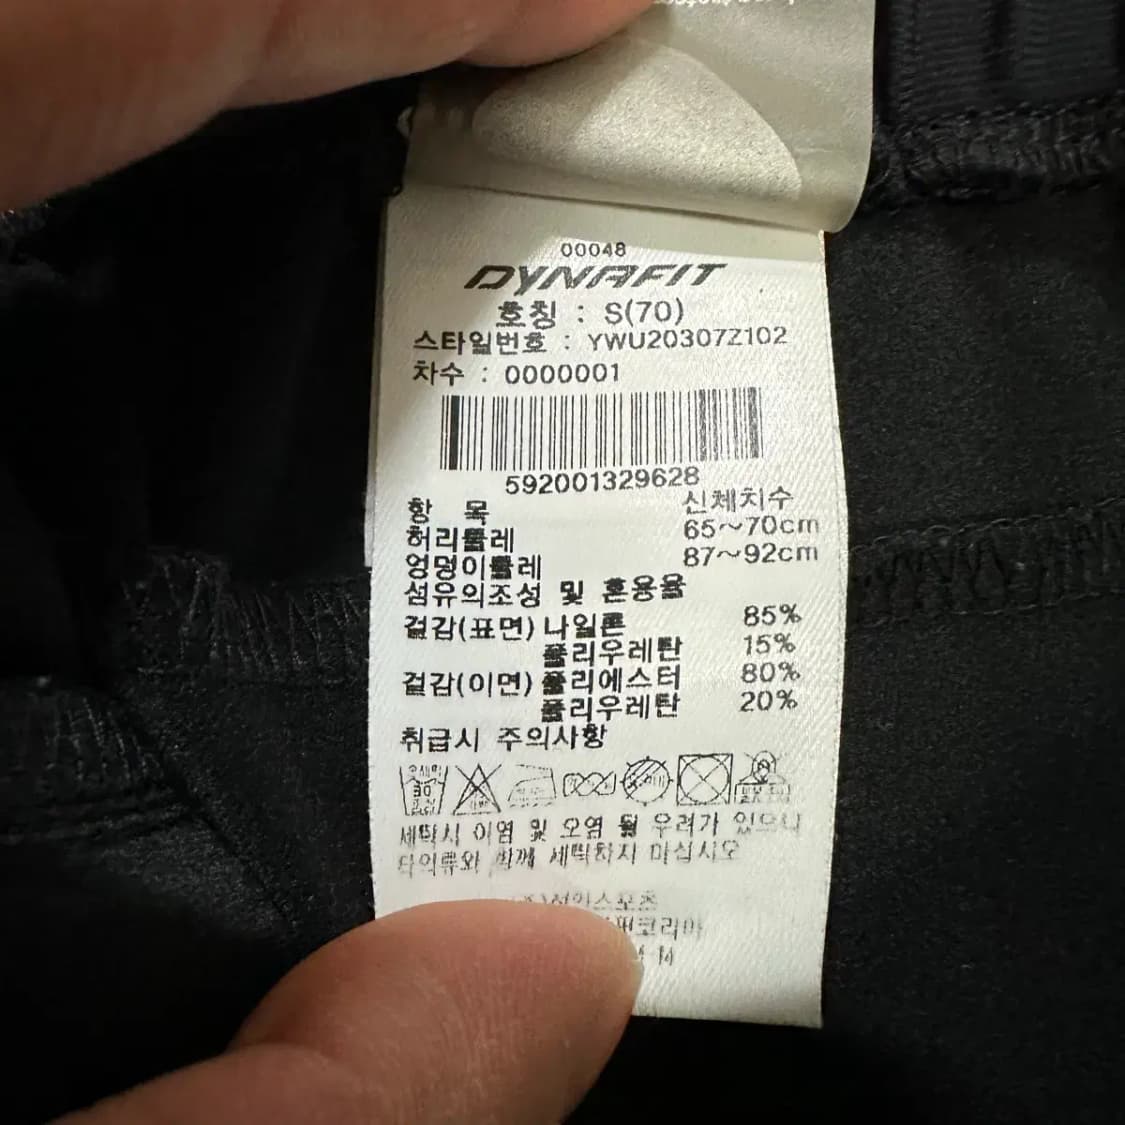 00048
DYNAFIT
호칭 : S(70)
스타일번호 : YWU20307Z102
차수 : 0000001
592001329628
항 목 신체치수
허리둘레 65~70cm
엉덩이둘레 87~92cm
섬유의조성 및 혼용율
겉감(표면) 나일론 85%
폴리우레탄 15%
겉감(이면) 폴리에스터 80%
폴리우레탄 20%
취급시 주의사항
30
세탁시 이염 및 오염 될 우려가 있으니
타의류와 함께 세탁하지 마십시오